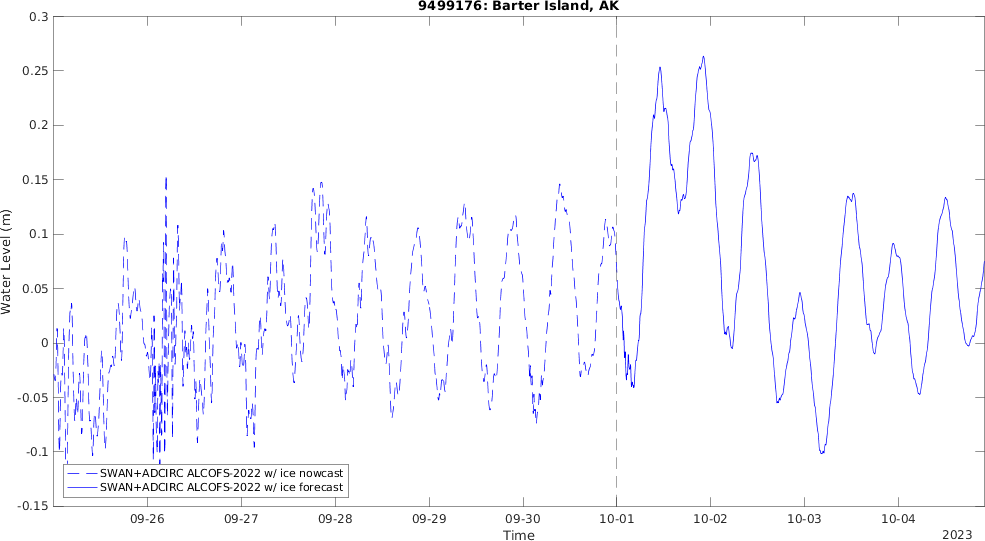 9499176: Barter Island, AK
0.3
0.25
0.2
0.15
0.1
0.05
0
-0.05
-0.1
-0.15
Water Level (m)
SWAN+ADCIRC ALCOFS-2022 w/ ice nowcast
SWAN+ADCIRC ALCOFS-2022 w/ ice forecast
09-26 09-27 09-28 09-29 09-30 10-01 10-02 10-03 10-04
Time
2023